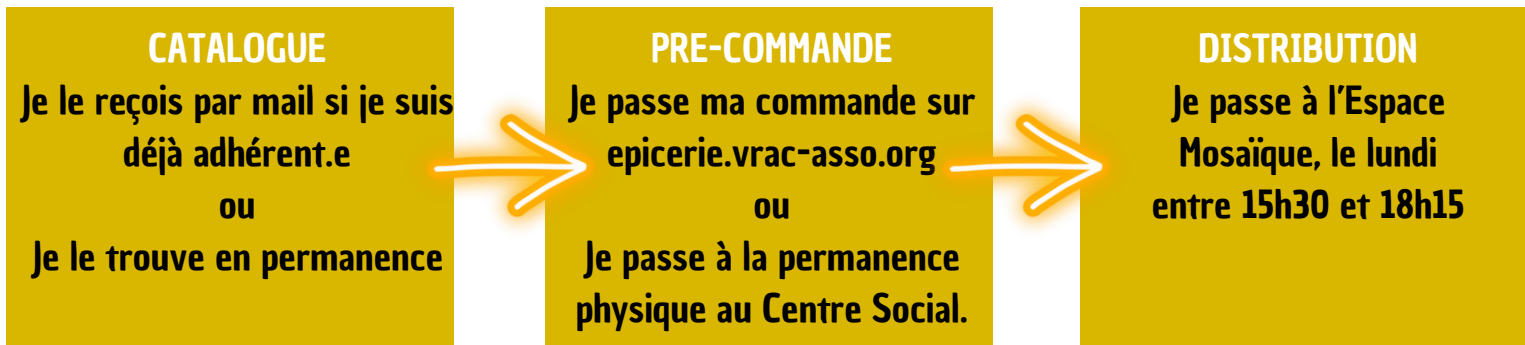 CATALOGUE
Je le reçois par mail si je suis
déjà adhérent.e
ou
Je le trouve en permanence
PRE-COMMANDE
Je passe ma commande sur
epicerie.vrac-asso.org
ou
Je passe à la permanence
physique au Centre Social.
DISTRIBUTION
Je passe à l'Espace
Mosaïque, le lundi
entre 15h30 et 18h15